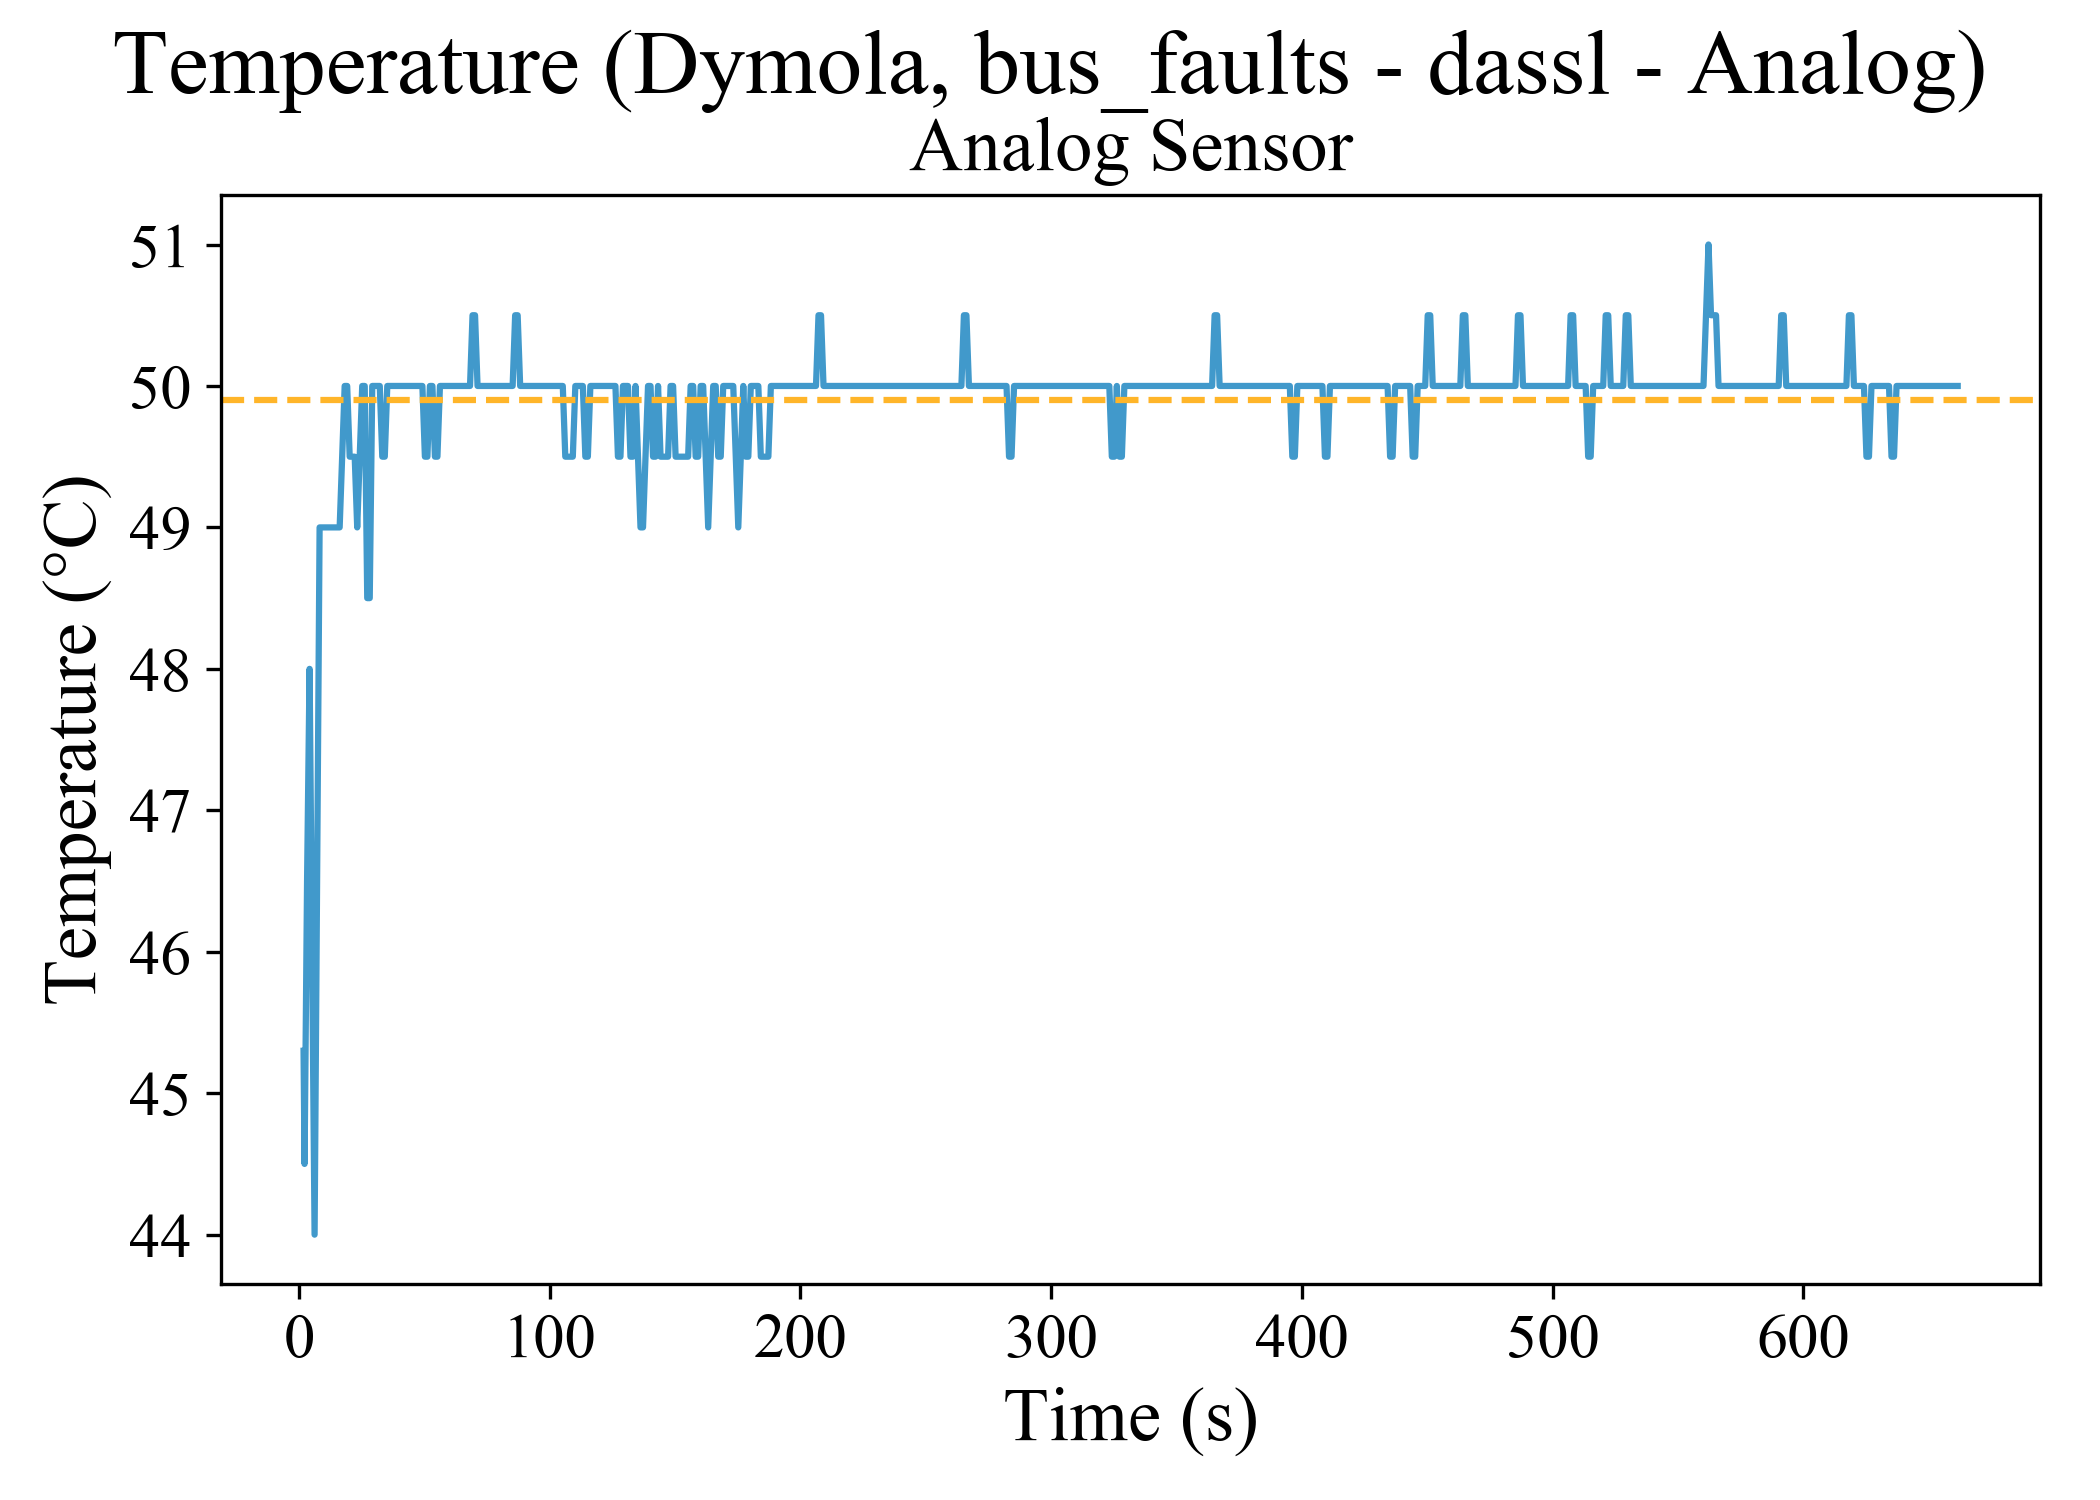 Temperature (Dymola, bus_faults - dassl - Analog)
Analog Sensor
51
50
49
48
47
46
45
44
Temperature (°C)
0 100 200 300 400 500 600
Time (s)